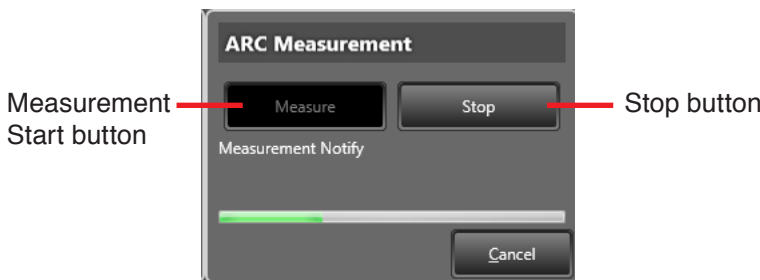 ARC Measurement
Measurement
Start button
Measure
Stop
Stop button
Measurement Notify
Cancel